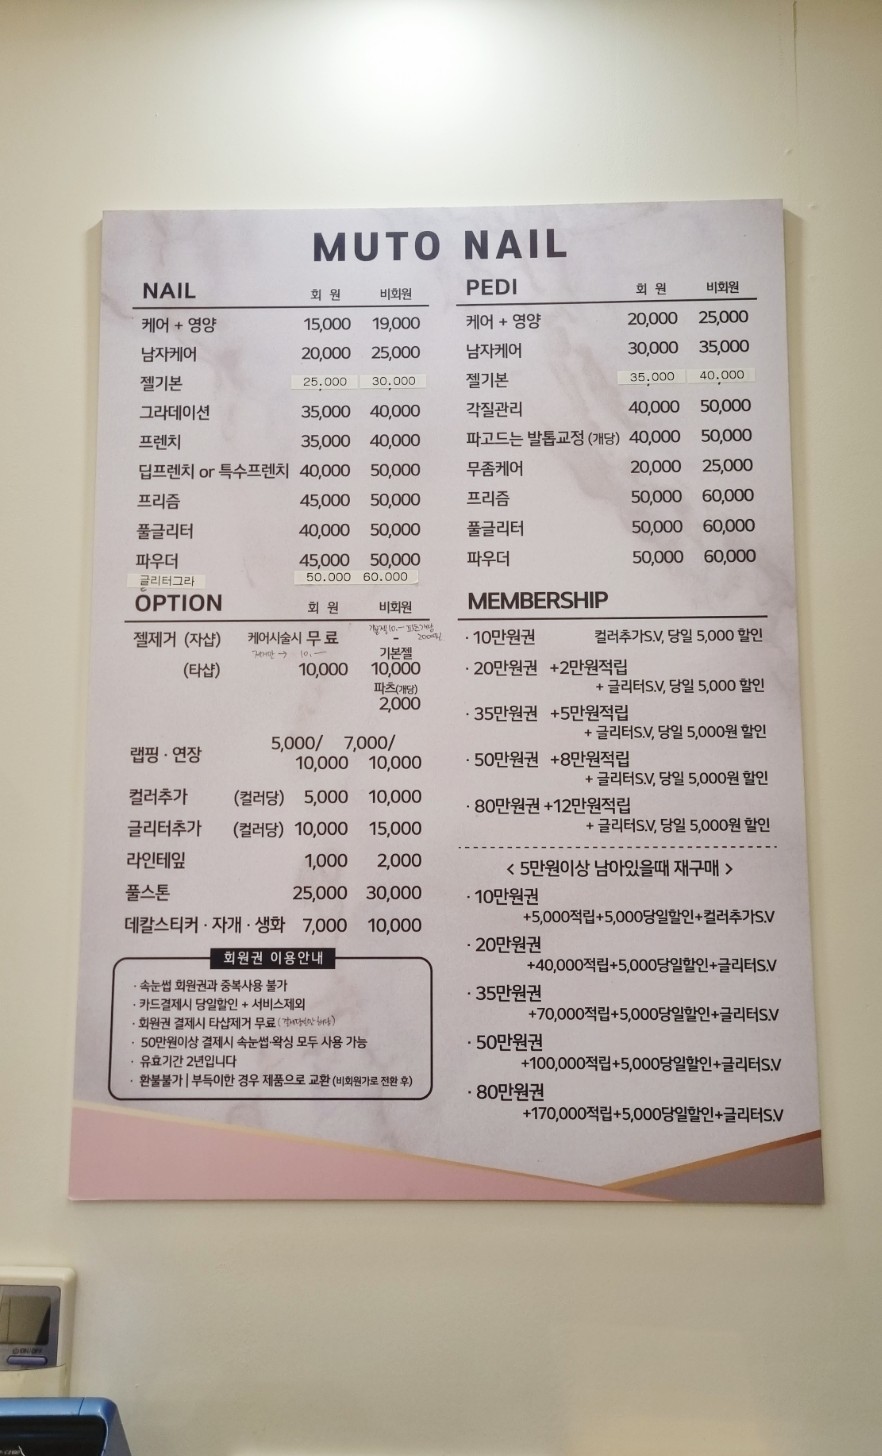 MUTO NAIL
NAIL 회 원 비회원
케어 + 영양 15,000 19,000
남자케어 20,000 25,000
젤기본 25,000 30,000
그라데이션 35,000 40,000
프렌치 35,000 40,000
딥프렌치 or 특수프렌치 40,000 50,000
프리즘 45,000 50,000
풀글리터 40,000 50,000
파우더 45,000 50,000
글리터그라 50.000 60.000
OPTION 회 원 비회원
젤제거 (자샵) 케어시술시 무료 -
기본젤
(타샵) 10,000 10,000
파츠(개당)
2,000
5,000/ 7,000/
랩핑 · 연장 10,000 10,000
컬러추가 (컬러당) 5,000 10,000
글리터추가 (컬러당) 10,000 15,000
라인테잎 1,000 2,000
풀스톤 25,000 30,000
데칼스티커 · 자개 · 생화 7,000 10,000
회원권 이용안내
· 속눈썹 회원권과 중복사용 불가
· 카드결제시 당일할인 + 서비스제외
· 회원권 결제시 타샵제거 무료
· 50만원이상 결제시 속눈썹·왁싱 모두 사용 가능
· 유효기간 2년입니다
· 환불불가 | 부득이한 경우 제품으로 교환 (비회원가로 전환 후)
PEDI 회 원 비회원
케어 + 영양 20,000 25,000
남자케어 30,000 35,000
젤기본 35,000 40,000
각질관리 40,000 50,000
파고드는 발톱교정 (개당) 40,000 50,000
무좀케어 20,000 25,000
프리즘 50,000 60,000
풀글리터 50,000 60,000
파우더 50,000 60,000
MEMBERSHIP
· 10만원권 컬러추가S.V, 당일 5,000 할인
· 20만원권 +2만원적립
+ 글리터S.V, 당일 5,000 할인
· 35만원권 +5만원적립
+ 글리터S.V, 당일 5,000원 할인
· 50만원권 +8만원적립
+ 글리터S.V, 당일 5,000원 할인
· 80만원권 +12만원적립
+ 글리터S.V, 당일 5,000원 할인
< 5만원이상 남아있을때 재구매 >
· 10만원권
+5,000적립+5,000당일할인+컬러추가S.V
· 20만원권
+40,000적립+5,000당일할인+글리터S.V
· 35만원권
+70,000적립+5,000당일할인+글리터S.V
· 50만원권
+100,000적립+5,000당일할인+글리터S.V
· 80만원권
+170,000적립+5,000당일할인+글리터S.V